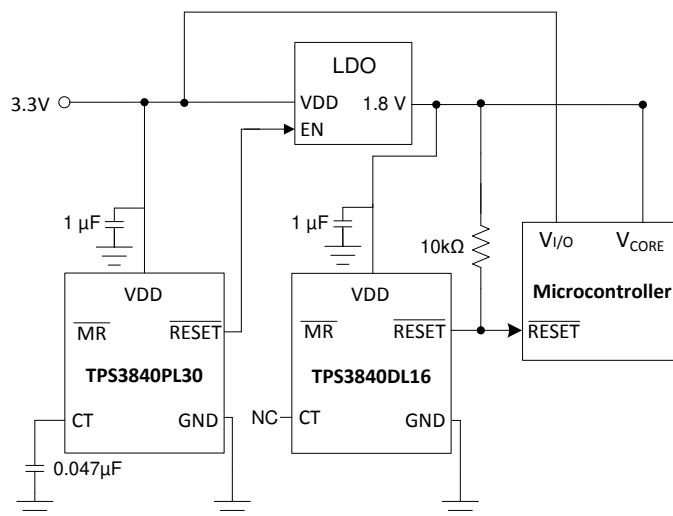 LDO
3.3V
VDD
1.8 V
EN
1 µF
1 µF
10kΩ
VI/O
VCORE
Microcontroller
RESET
VDD
MR
RESET
TPS3840PL30
CT
GND
0.047µF
VDD
MR
RESET
TPS3840DL16
NC
CT
GND